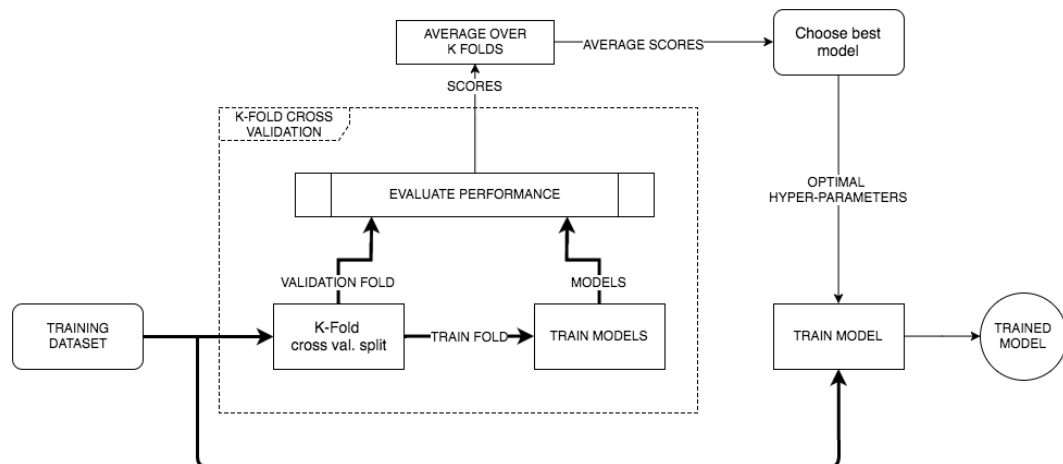 AVERAGE OVER
K FOLDS
AVERAGE SCORES
Choose best
model
SCORES
K-FOLD CROSS
VALIDATION
EVALUATE PERFORMANCE
OPTIMAL
HYPER-PARAMETERS
VALIDATION FOLD
MODELS
TRAINING
DATASET
K-Fold
cross val. split
TRAIN FOLD
TRAIN MODELS
TRAIN MODEL
TRAINED
MODEL